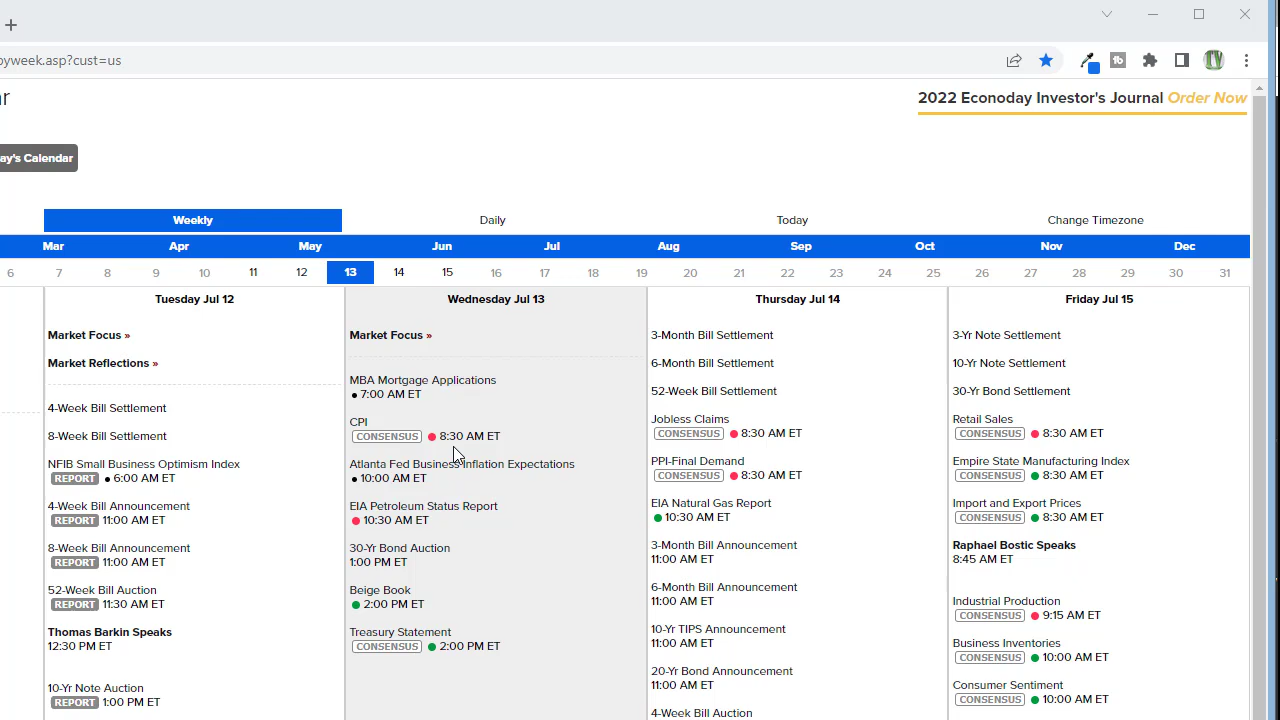 byweek.asp?cust=us
ar
2022 Econoday Investor's Journal Order Now
ay's Calendar
Weekly Daily Today Change Timezone
Mar Apr May Jun Jul Aug Sep Oct Nov Dec
6 7 8 9 10 11 12 13 14 15 16 17 18 19 20 21 22 23 24 25 26 27 28 29 30 31
Tuesday Jul 12
Market Focus »
Market Reflections »
4-Week Bill Settlement
8-Week Bill Settlement
NFIB Small Business Optimism Index
REPORT 6:00 AM ET
4-Week Bill Announcement
REPORT 11:00 AM ET
8-Week Bill Announcement
REPORT 11:00 AM ET
52-Week Bill Auction
REPORT 11:30 AM ET
Thomas Barkin Speaks
12:30 PM ET
10-Yr Note Auction
REPORT 1:00 PM ET
Wednesday Jul 13
Market Focus »
MBA Mortgage Applications
7:00 AM ET
CPI
CONSENSUS 8:30 AM ET
Atlanta Fed Business Inflation Expectations
10:00 AM ET
EIA Petroleum Status Report
10:30 AM ET
30-Yr Bond Auction
1:00 PM ET
Beige Book
2:00 PM ET
Treasury Statement
CONSENSUS 2:00 PM ET
Thursday Jul 14
3-Month Bill Settlement
6-Month Bill Settlement
52-Week Bill Settlement
Jobless Claims
CONSENSUS 8:30 AM ET
PPI-Final Demand
CONSENSUS 8:30 AM ET
EIA Natural Gas Report
10:30 AM ET
3-Month Bill Announcement
11:00 AM ET
6-Month Bill Announcement
11:00 AM ET
10-Yr TIPS Announcement
11:00 AM ET
20-Yr Bond Announcement
11:00 AM ET
4-Week Bill Auction
Friday Jul 15
3-Yr Note Settlement
10-Yr Note Settlement
30-Yr Bond Settlement
Retail Sales
CONSENSUS 8:30 AM ET
Empire State Manufacturing Index
CONSENSUS 8:30 AM ET
Import and Export Prices
CONSENSUS 8:30 AM ET
Raphael Bostic Speaks
8:45 AM ET
Industrial Production
CONSENSUS 9:15 AM ET
Business Inventories
CONSENSUS 10:00 AM ET
Consumer Sentiment
CONSENSUS 10:00 AM ET